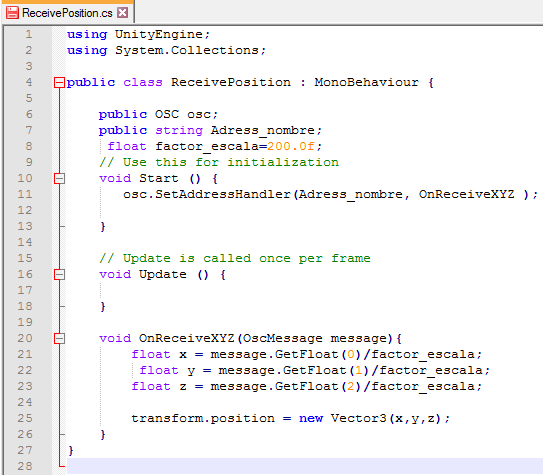 ReceivePosition.cs
1 using UnityEngine;
2 using System.Collections;
3
4 public class ReceivePosition : MonoBehaviour {
5
6 public OSC osc;
7 public string Adress_nombre;
8 float factor_escala=200.0f;
9 // Use this for initialization
10 void Start () {
11 osc.SetAddressHandler(Adress_nombre, OnReceiveXYZ );
12
13 }
14
15 // Update is called once per frame
16 void Update () {
17
18 }
19
20 void OnReceiveXYZ(OscMessage message){
21 float x = message.GetFloat(0)/factor_escala;
22 float y = message.GetFloat(1)/factor_escala;
23 float z = message.GetFloat(2)/factor_escala;
24
25 transform.position = new Vector3(x,y,z);
26 }
27 }
28